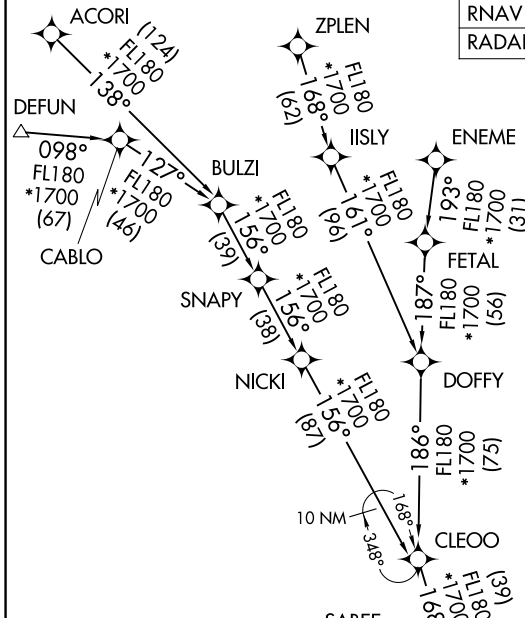 RNAV
RADAR
ACORI
138°
FL180
*1700
(124)
ZPLEN
168°
FL180
*1700
(62)
DEFUN
098°
FL180
*1700
(67)
127°
FL180
*1700
(46)
CABLO
BULZI
156°
FL180
*1700
(39)
IISLY
161°
FL180
*1700
(96)
ENEME
193°
FL180
*1700
(31)
FETAL
187°
FL180
*1700
(56)
SNAPY
156°
FL180
*1700
(38)
NICKI
156°
FL180
*1700
(87)
DOFFY
186°
FL180
*1700
(75)
10 NM
168°
348°
CLEOO
FL180
*1700
(39)